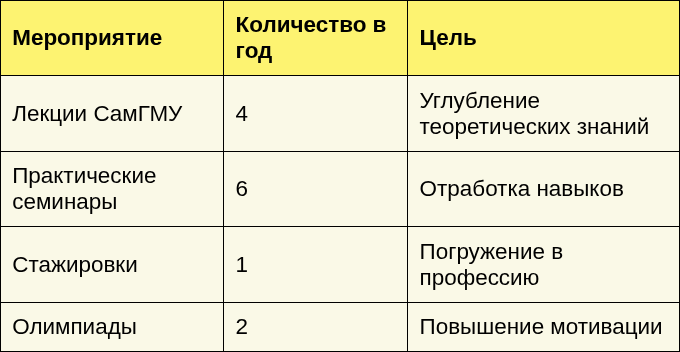 Мероприятие
Количество в
год
Цель
Лекции СамГМУ
4
Углубление
теоретических знаний
Практические
семинары
6
Отработка навыков
Стажировки
1
Погружение в
профессию
Олимпиады
2
Повышение мотивации